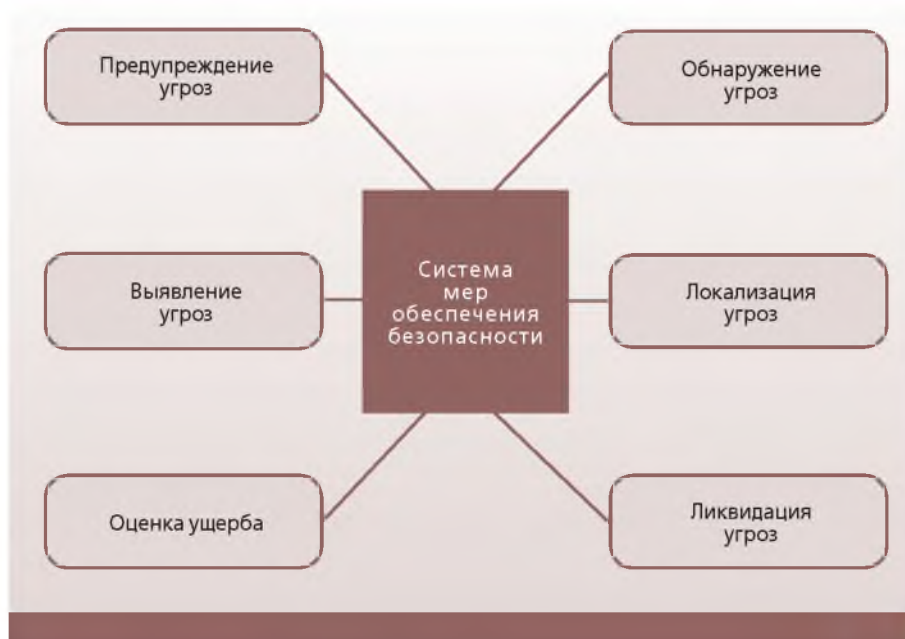 Предупреждение
угроз
Обнаружение
угроз
Выявление
угроз
Система
мер
обеспечения
безопасности
Локализация
угроз
Оценка ущерба
Ликвидация
угроз